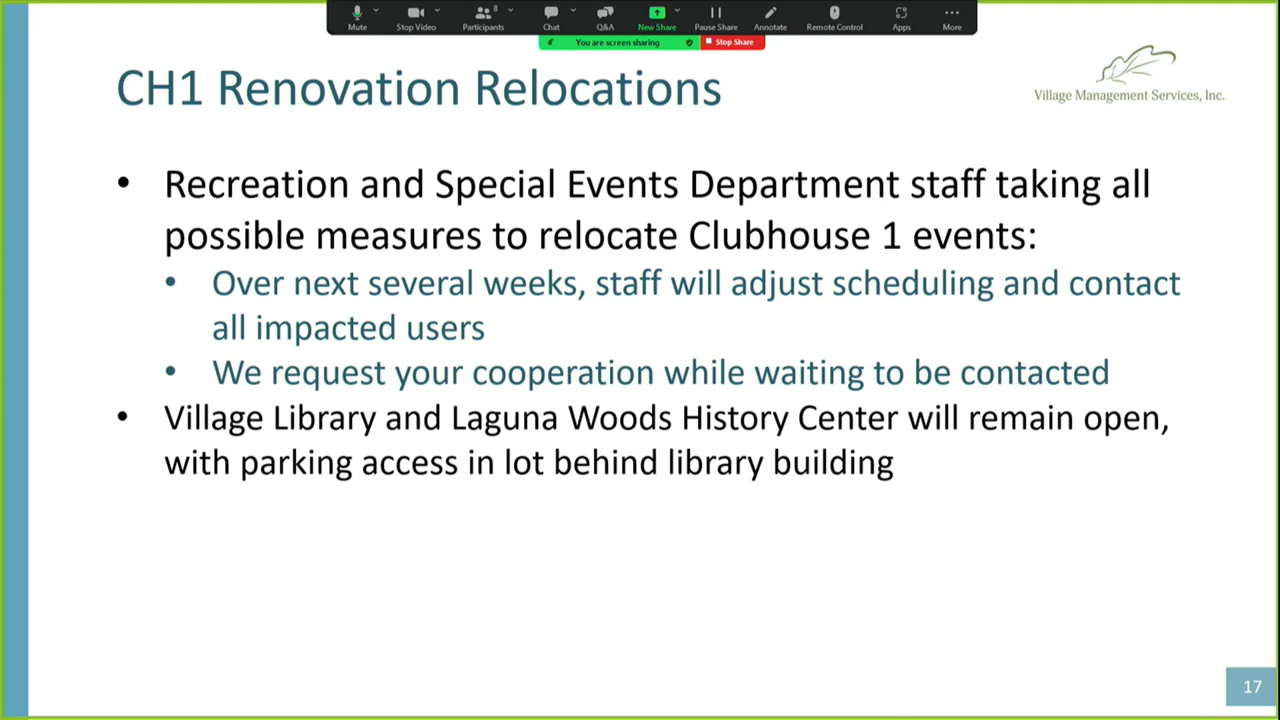 Mute
Stop Video
Participants
8
Chat
Q&A
New Share
Pause Share
Annotate
Remote Control
Apps
More
You are screen sharing
Stop Share
CH1 Renovation Relocations
Village Management Services, Inc.
• Recreation and Special Events Department staff taking all
possible measures to relocate Clubhouse 1 events:
• Over next several weeks, staff will adjust scheduling and contact
all impacted users
• We request your cooperation while waiting to be contacted
• Village Library and Laguna Woods History Center will remain open,
with parking access in lot behind library building
17